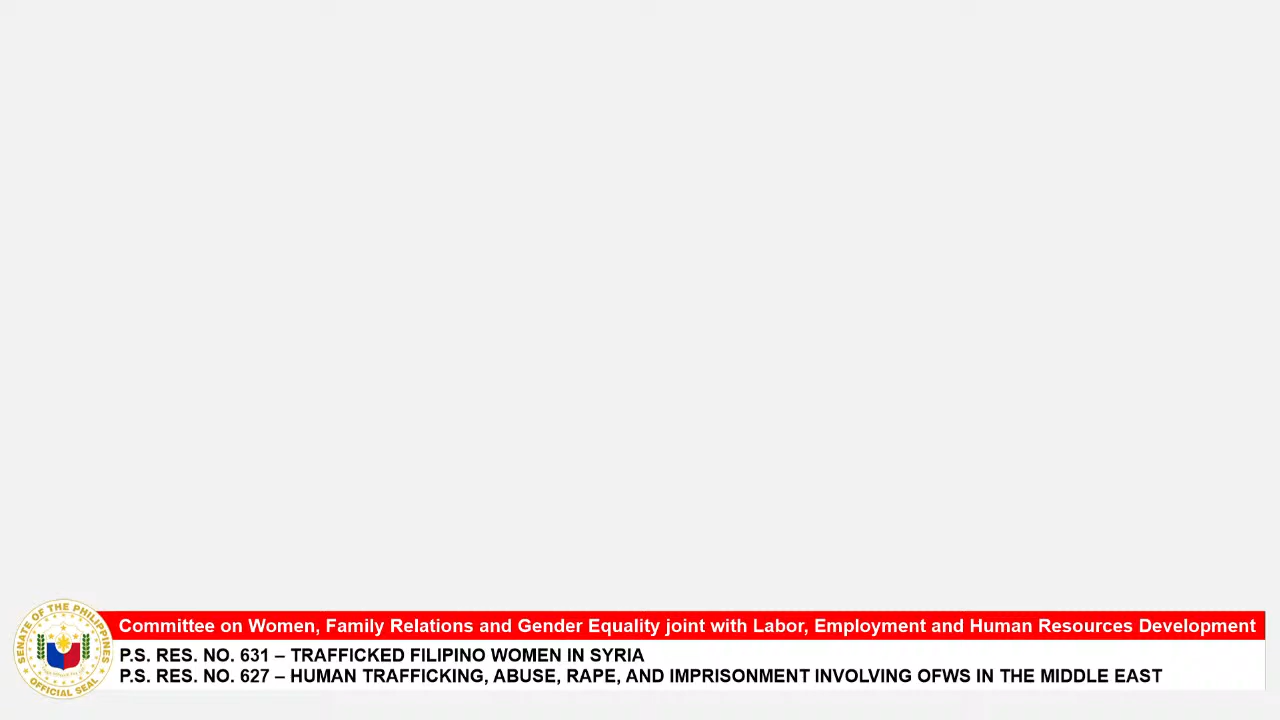 Committee on Women, Family Relations and Gender Equality joint with Labor, Employment and Human Resources Development
P.S. RES. NO. 631 – TRAFFICKED FILIPINO WOMEN IN SYRIA
P.S. RES. NO. 627 – HUMAN TRAFFICKING, ABUSE, RAPE, AND IMPRISONMENT INVOLVING OFWS IN THE MIDDLE EAST
SENATE OF THE PHILIPPINES
OFFICIAL SEAL